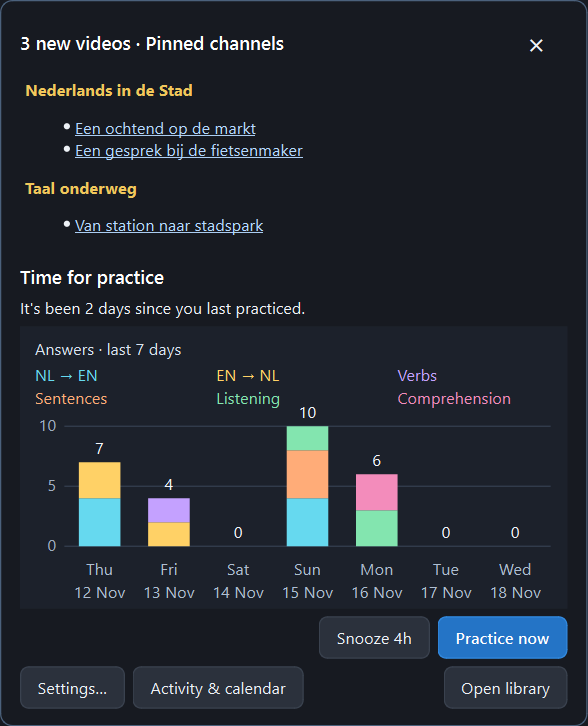 3 new videos · Pinned channels
Nederlands in de Stad
Een ochtend op de markt
Een gesprek bij de fietsenmaker
Taal onderweg
Van station naar stadspark
Time for practice
It's been 2 days since you last practiced.
Answers · last 7 days
NL → EN EN → NL Verbs
Sentences Listening Comprehension
10
5
0
7 4 0 10 6 0 0
Thu Fri Sat Sun Mon Tue Wed
12 Nov 13 Nov 14 Nov 15 Nov 16 Nov 17 Nov 18 Nov
Snooze 4h Practice now
Settings... Activity & calendar Open library